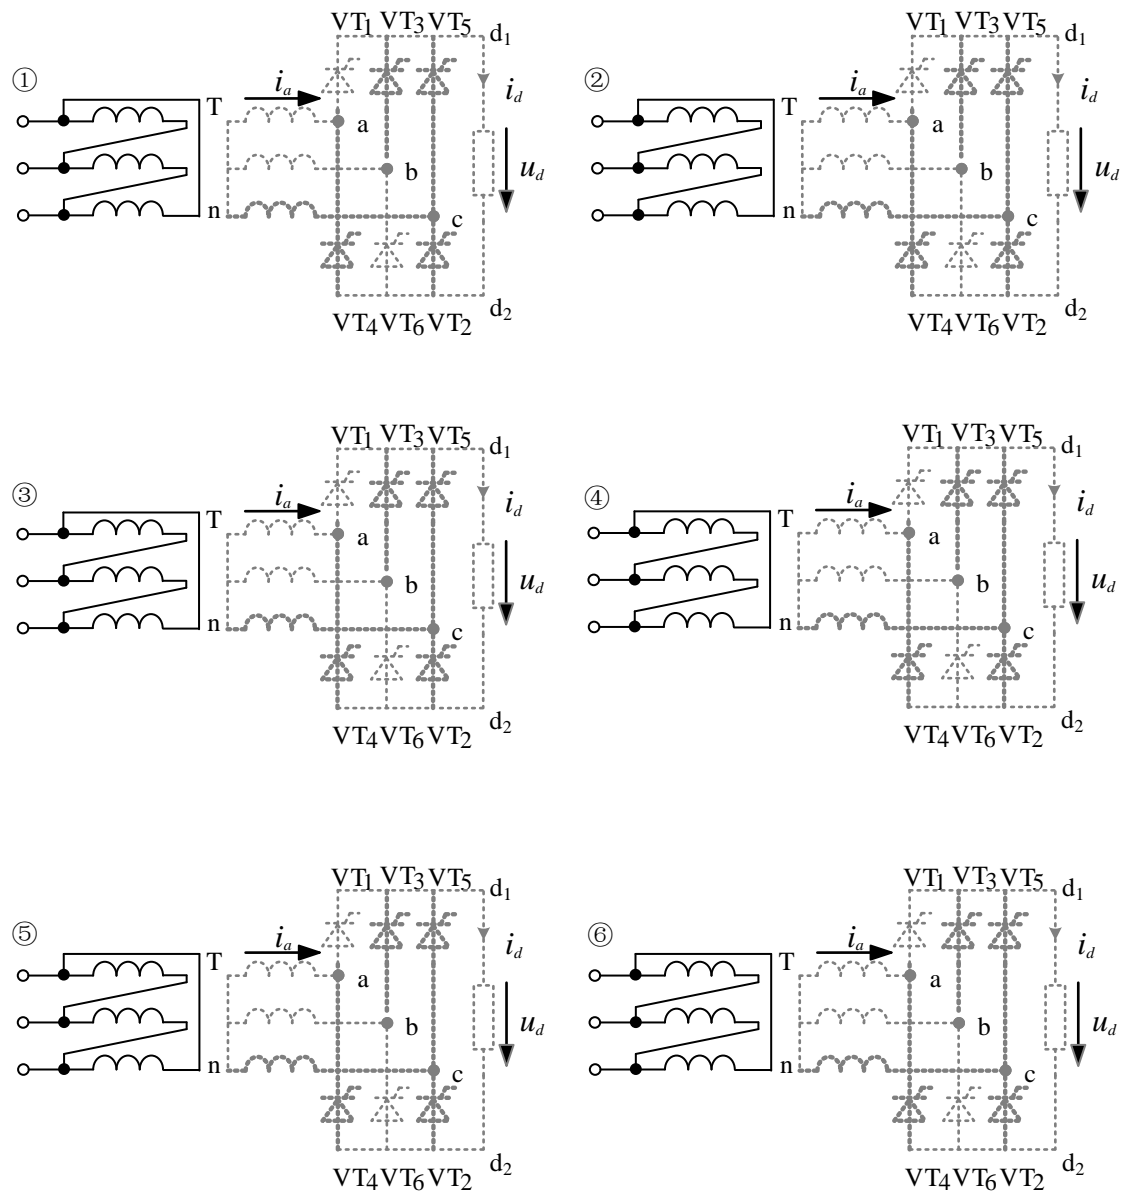 VT1 VT3 VT5 d1
① T ia a b n c id ud
VT4 VT6 VT2 d2
VT1 VT3 VT5 d1
② T ia a b n c id ud
VT4 VT6 VT2 d2
VT1 VT3 VT5 d1
③ T ia a b n c id ud
VT4 VT6 VT2 d2
VT1 VT3 VT5 d1
④ T ia a b n c id ud
VT4 VT6 VT2 d2
VT1 VT3 VT5 d1
⑤ T ia a b n c id ud
VT4 VT6 VT2 d2
VT1 VT3 VT5 d1
⑥ T ia a b n c id ud
VT4 VT6 VT2 d2